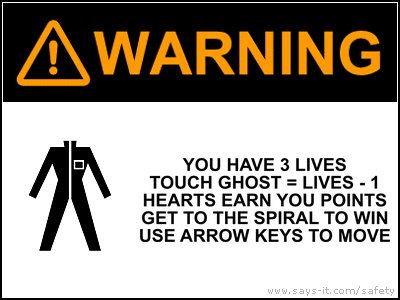 WARNING
YOU HAVE 3 LIVES
TOUCH GHOST = LIVES - 1
HEARTS EARN YOU POINTS
GET TO THE SPIRAL TO WIN
USE ARROW KEYS TO MOVE
www.says-it.com/safety